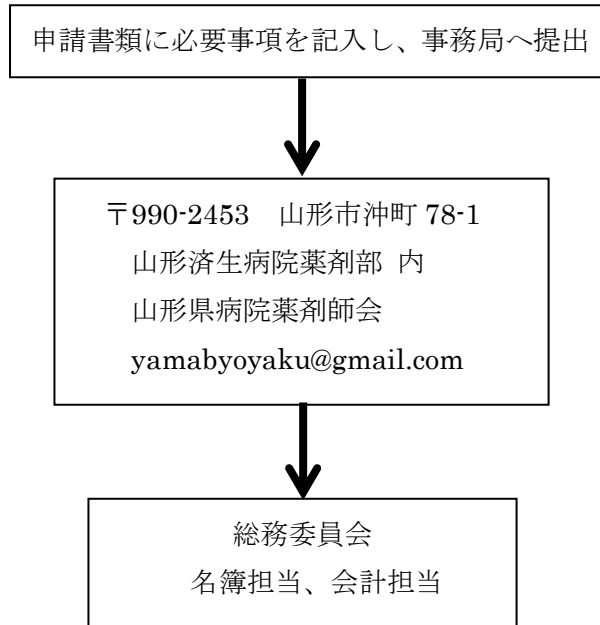 申請書類に必要事項を記入し、事務局へ提出
〒990-2453　山形市沖町 78-1
山形済生病院薬剤部 内
山形県病院薬剤師会
yamabyoyaku@gmail.com
総務委員会
名簿担当、会計担当